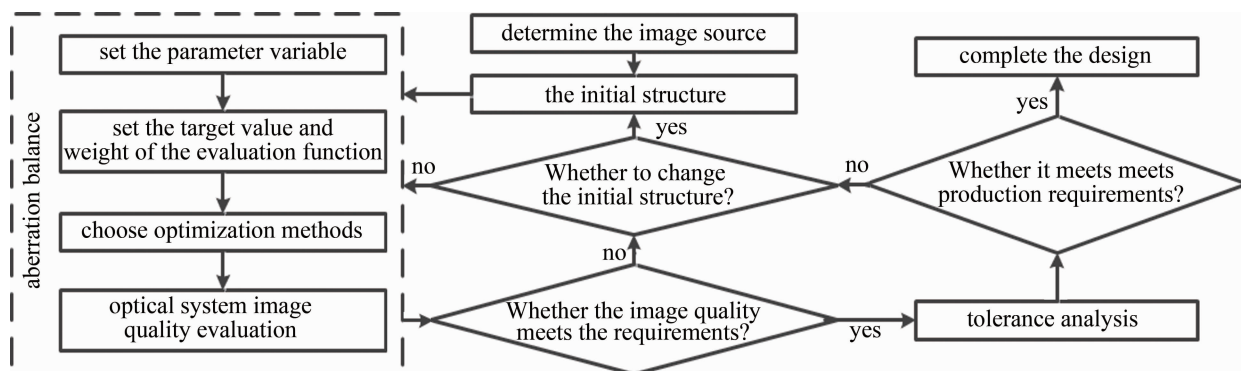 aberration balance
set the parameter variable
set the target value and
weight of the evaluation function
choose optimization methods
optical system image
quality evaluation
determine the image source
the initial structure
yes
no
Whether to change
the initial structure?
no
Whether the image quality
meets the requirements?
yes
complete the design
yes
no
Whether it meets meets
production requirements?
tolerance analysis